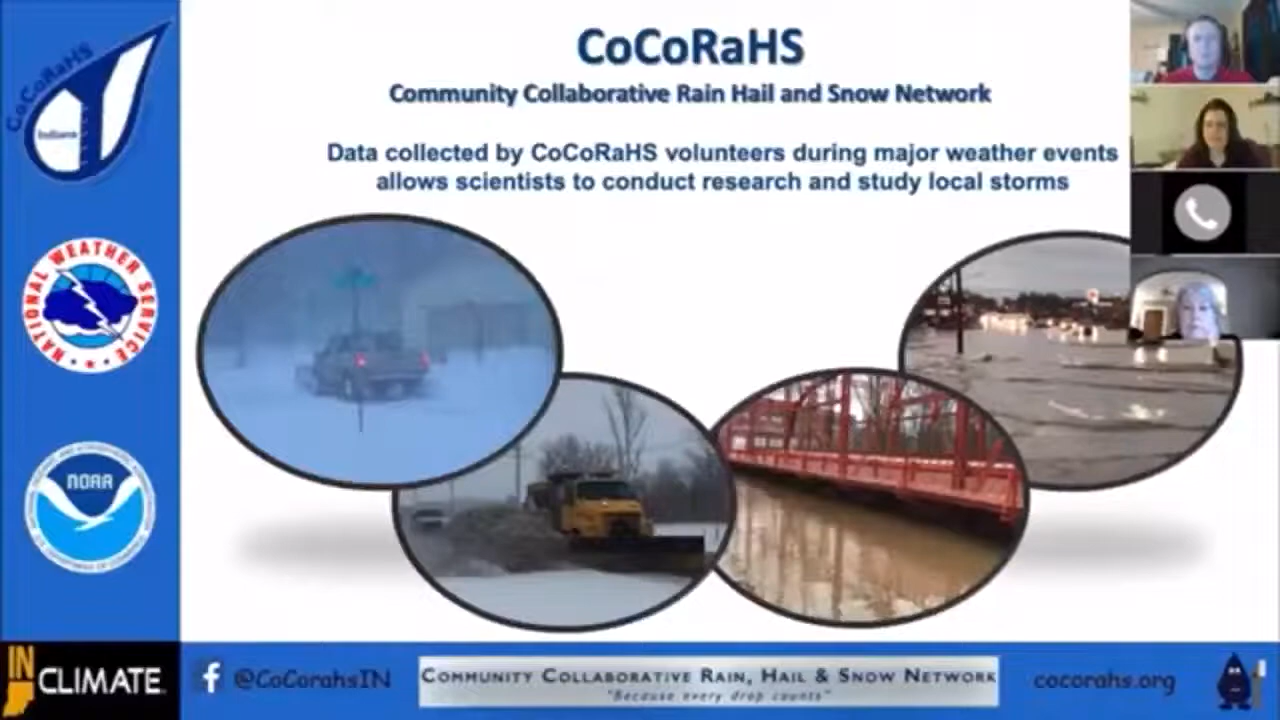 CoCoRaHS
Community Collaborative Rain Hail and Snow Network
Data collected by CoCoRaHS volunteers during major weather events
allows scientists to conduct research and study local storms
CoCoRaHS
Indiana
NATIONAL WEATHER SERVICE
NOAA
IN CLIMATE
@CoCorahsIN
COMMUNITY COLLABORATIVE RAIN, HAIL & SNOW NETWORK
"Because every drop counts"
cocorahs.org